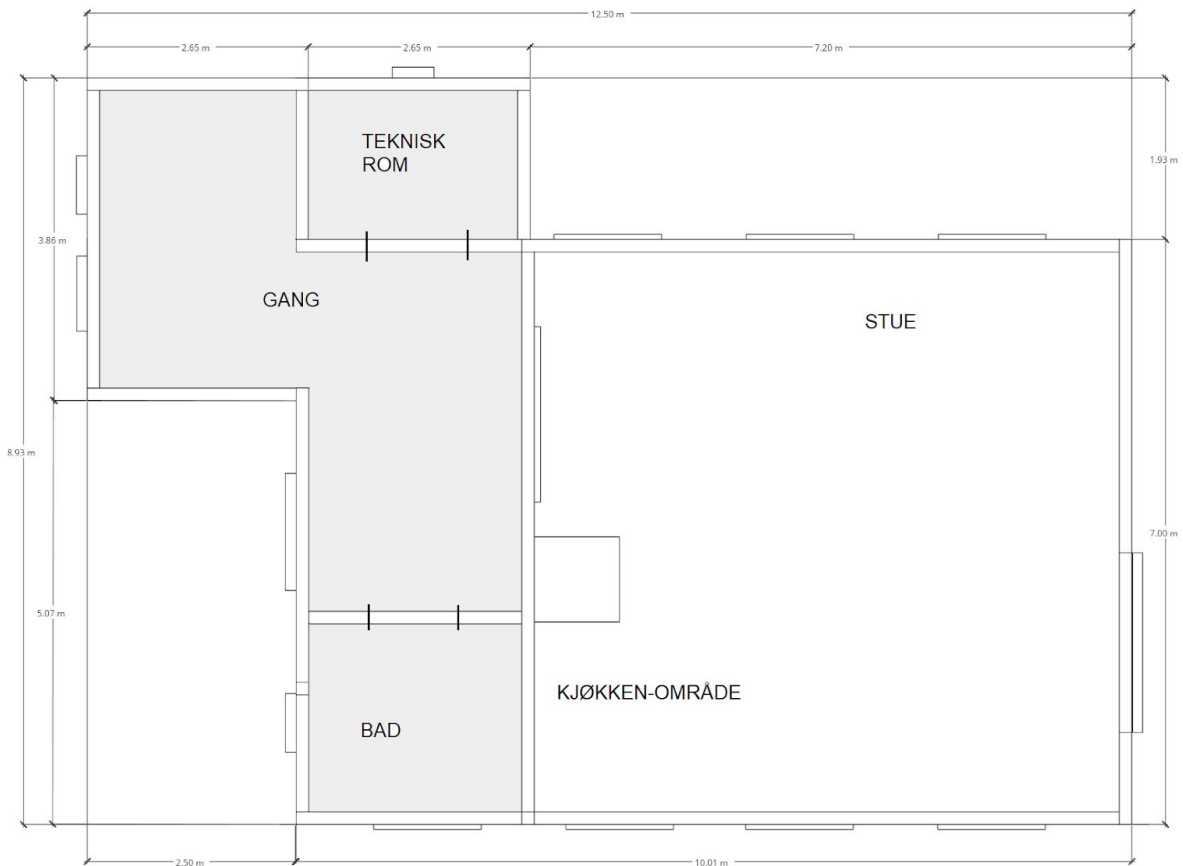 12.50 m
2.65 m
2.65 m
7.20 m
TEKNISK
ROM
1.93 m
3.86 m
GANG
STUE
8.93 m
7.00 m
5.07 m
KJØKKEN-OMRÅDE
BAD
2.50 m
10.01 m